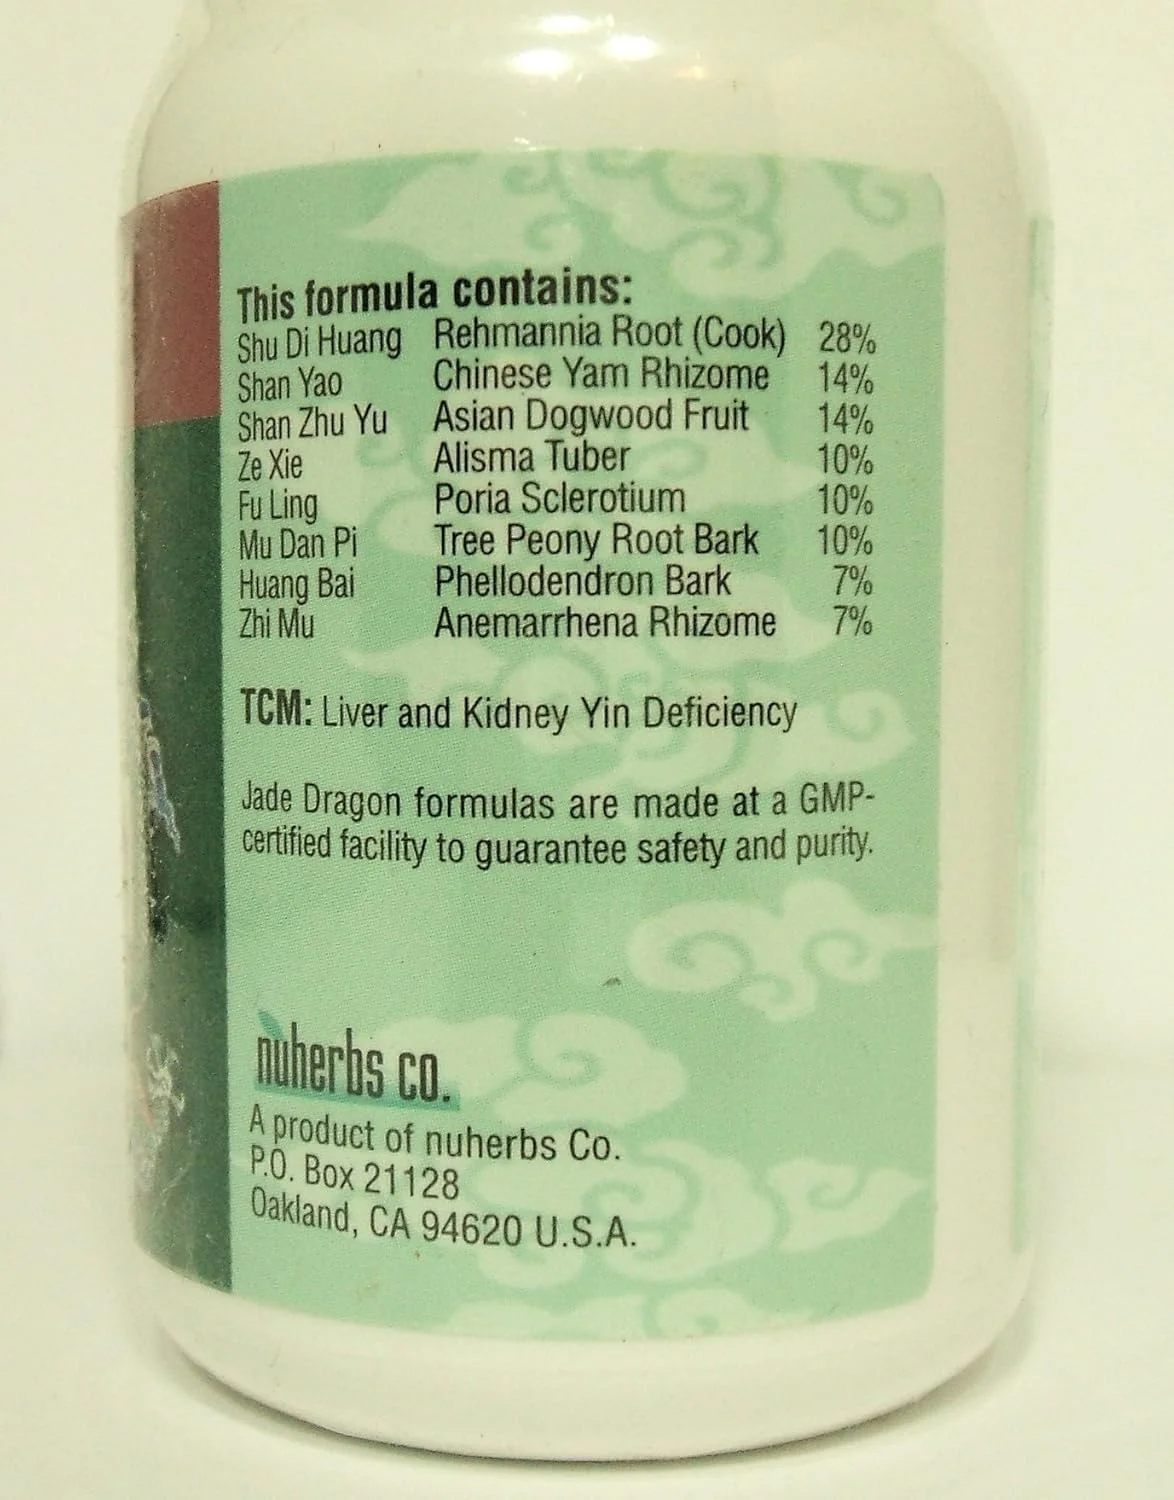 This formula contains:
Shu Di Huang Rehmannia Root (Cook) 28%
Shan Yao Chinese Yam Rhizome 14%
Shan Zhu Yu Asian Dogwood Fruit 14%
Ze Xie Alisma Tuber 10%
Fu Ling Poria Sclerotium 10%
Mu Dan Pi Tree Peony Root Bark 10%
Huang Bai Phellodendron Bark 7%
Zhi Mu Anemarrhena Rhizome 7%
TCM: Liver and Kidney Yin Deficiency
Jade Dragon formulas are made at a GMP-
certified facility to guarantee safety and purity.
nuherbs co.
A product of nuherbs Co.
P.O. Box 21128
Oakland, CA 94620 U.S.A.